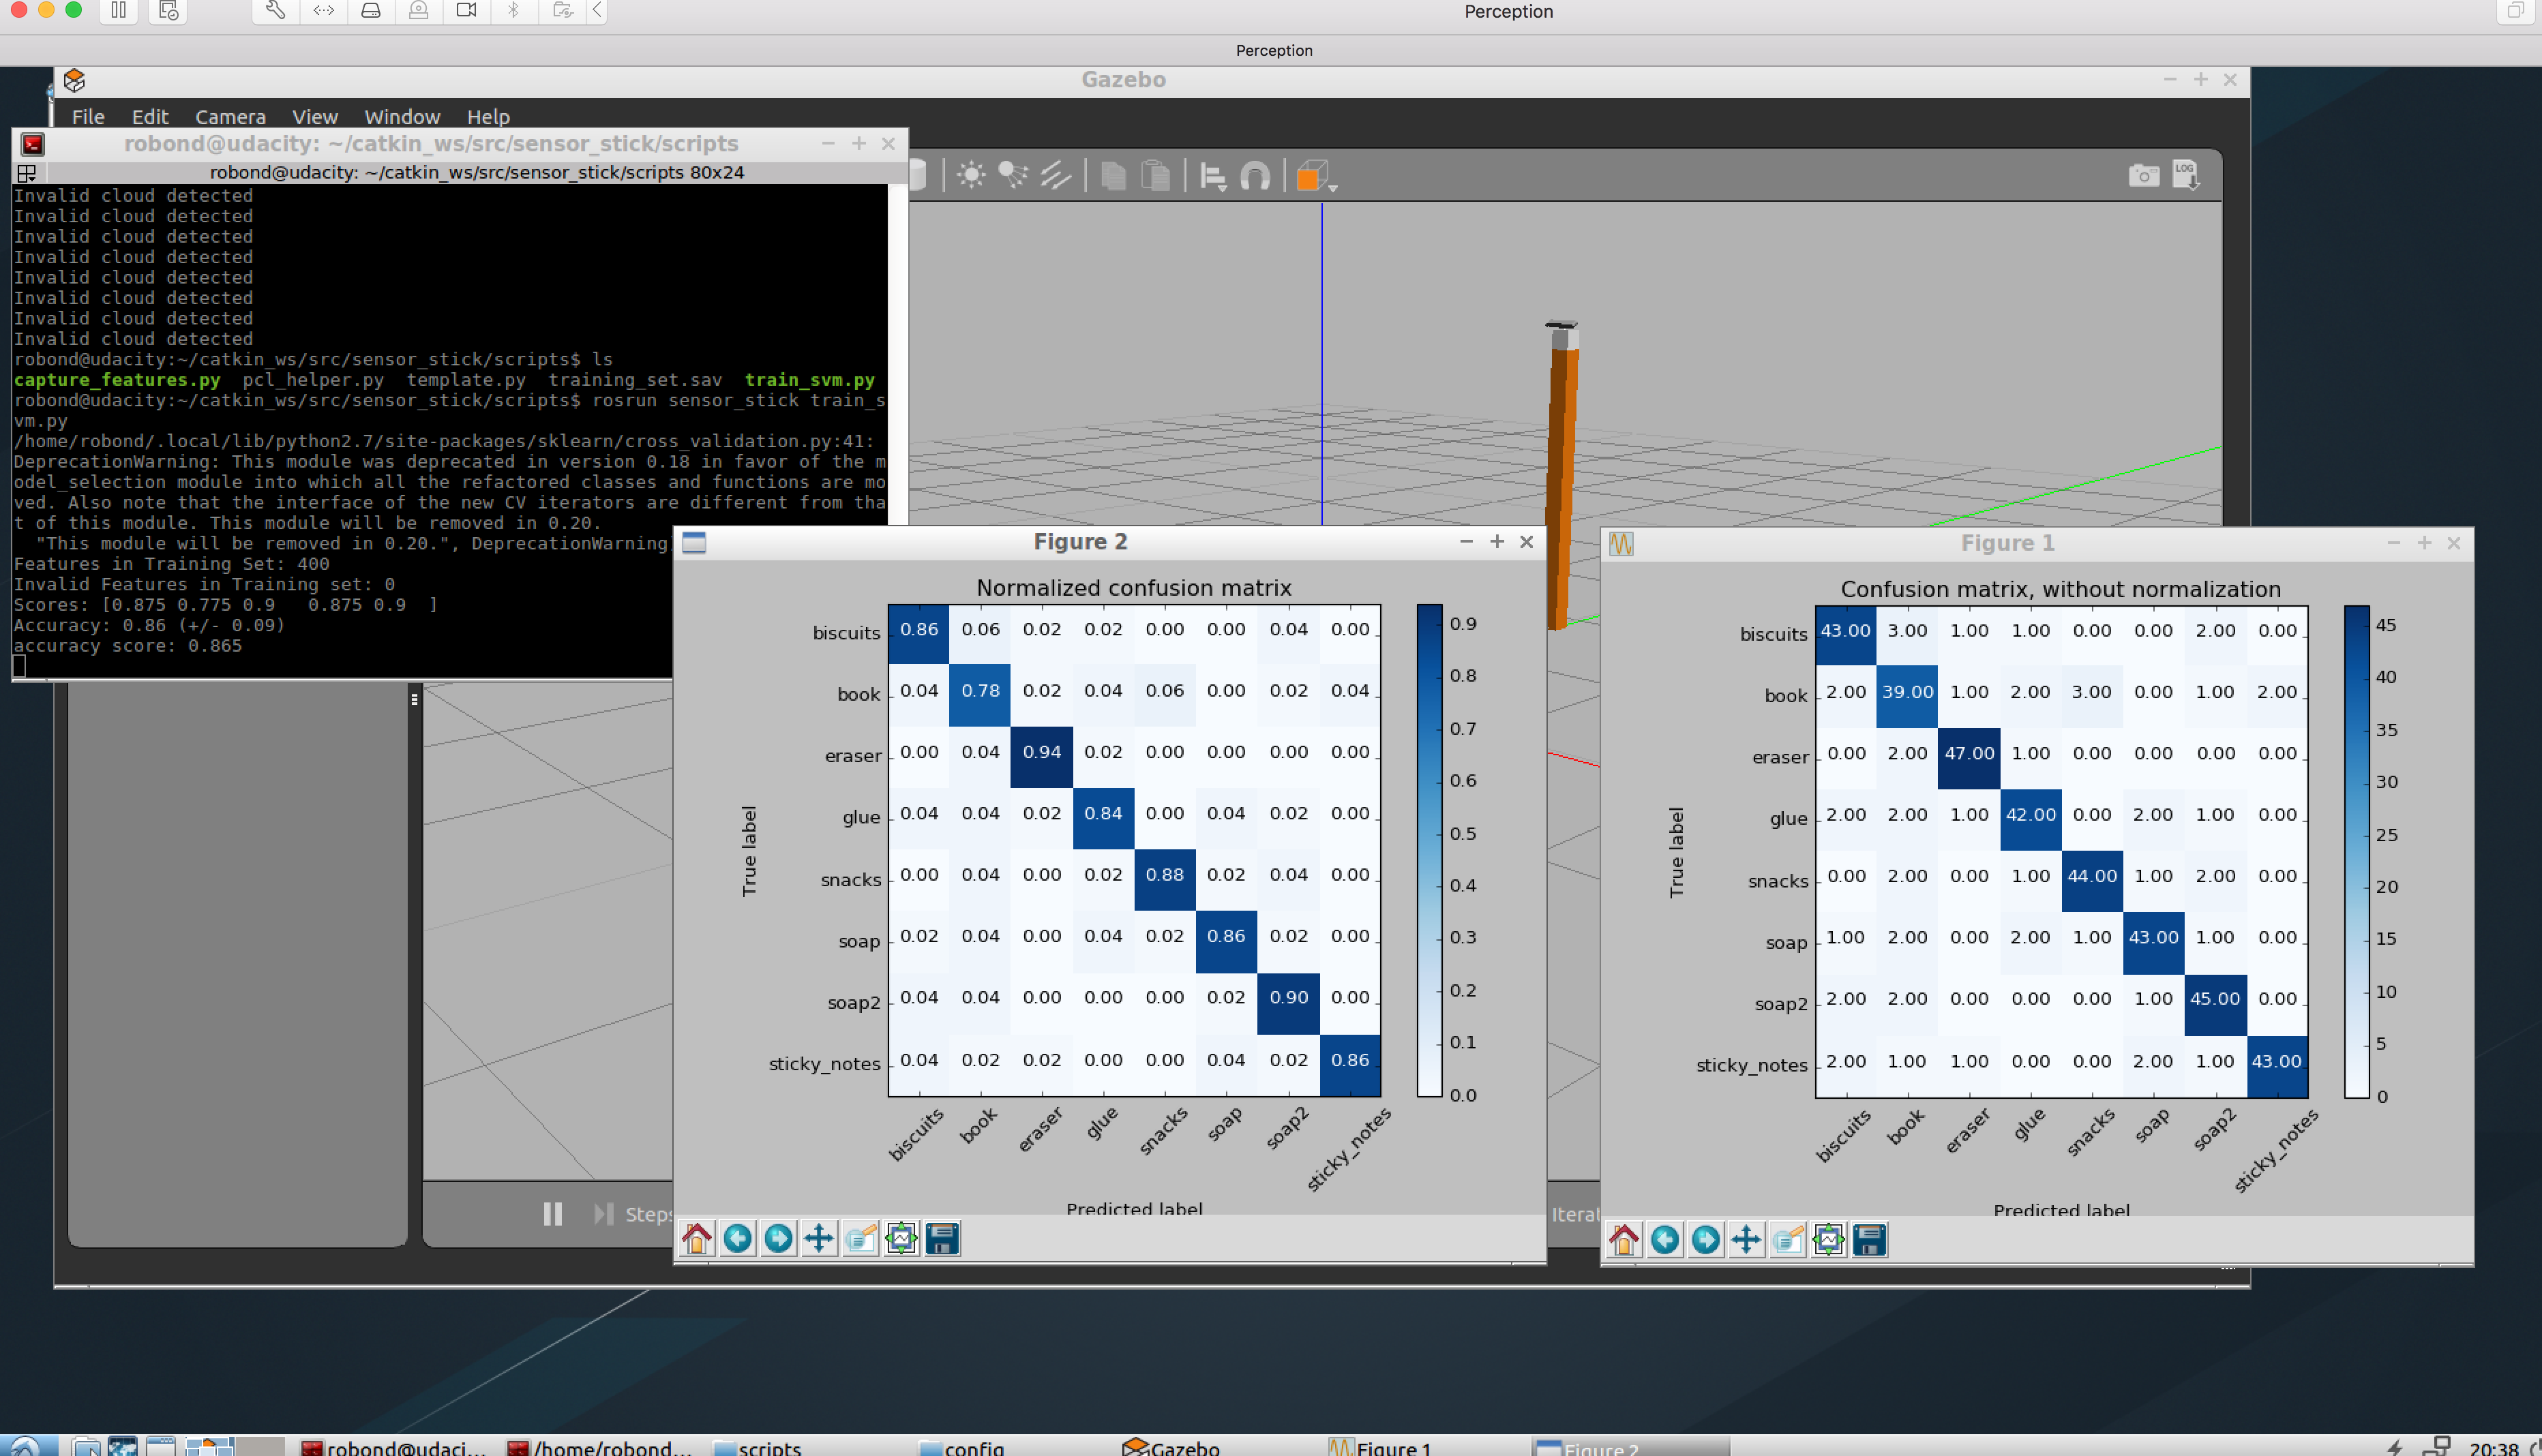 Perception
Perception
Gazebo
File Edit Camera View Window Help
robond@udacity: ~/catkin_ws/src/sensor_stick/scripts
robond@udacity: ~/catkin_ws/src/sensor_stick/scripts 80x24
LOG
Invalid cloud detected
Invalid cloud detected
Invalid cloud detected
Invalid cloud detected
Invalid cloud detected
Invalid cloud detected
Invalid cloud detected
Invalid cloud detected
robond@udacity:~/catkin_ws/src/sensor_stick/scripts$ ls
capture_features.py pcl_helper.py template.py training_set.sav train_svm.py
robond@udacity:~/catkin_ws/src/sensor_stick/scripts$ rosrun sensor_stick train_s
vm.py
/home/robond/.local/lib/python2.7/site-packages/sklearn/cross_validation.py:41:
DeprecationWarning: This module was deprecated in version 0.18 in favor of the m
odel_selection module into which all the refactored classes and functions are mo
ved. Also note that the interface of the new CV iterators are different from tha
t of this module. This module will be removed in 0.20.
"This module will be removed in 0.20.", DeprecationWarning
Features in Training Set: 400
Invalid Features in Training set: 0
Scores: [0.875 0.775 0.9 0.875 0.9 ]
Accuracy: 0.86 (+/- 0.09)
accuracy score: 0.865
Figure 2
Normalized confusion matrix
biscuits 0.86 0.06 0.02 0.02 0.00 0.00 0.04 0.00
book 0.04 0.78 0.02 0.04 0.06 0.00 0.02 0.04
eraser 0.00 0.04 0.94 0.02 0.00 0.00 0.00 0.00
glue 0.04 0.04 0.02 0.84 0.00 0.04 0.02 0.00
snacks 0.00 0.04 0.00 0.02 0.88 0.02 0.04 0.00
soap 0.02 0.04 0.00 0.04 0.02 0.86 0.02 0.00
soap2 0.04 0.04 0.00 0.00 0.00 0.02 0.90 0.00
sticky_notes 0.04 0.02 0.02 0.00 0.00 0.04 0.02 0.86
True label
biscuits book eraser glue snacks soap soap2 sticky_notes
Predicted label
0.9
0.8
0.7
0.6
0.5
0.4
0.3
0.2
0.1
0.0
Figure 1
Confusion matrix, without normalization
biscuits 43.00 3.00 1.00 1.00 0.00 0.00 2.00 0.00
book 2.00 39.00 1.00 2.00 3.00 0.00 1.00 2.00
eraser 0.00 2.00 47.00 1.00 0.00 0.00 0.00 0.00
glue 2.00 2.00 1.00 42.00 0.00 2.00 1.00 0.00
snacks 0.00 2.00 0.00 1.00 44.00 1.00 2.00 0.00
soap 1.00 2.00 0.00 2.00 1.00 43.00 1.00 0.00
soap2 2.00 2.00 0.00 0.00 0.00 1.00 45.00 0.00
sticky_notes 2.00 1.00 1.00 0.00 0.00 2.00 1.00 43.00
True label
biscuits book eraser glue snacks soap soap2 sticky_notes
Predicted label
45
40
35
30
25
20
15
10
5
0
Steps
Iterat
robond@udaci... /home/robond... scripts config Gazebo Figure 1 Figure 2 20:38